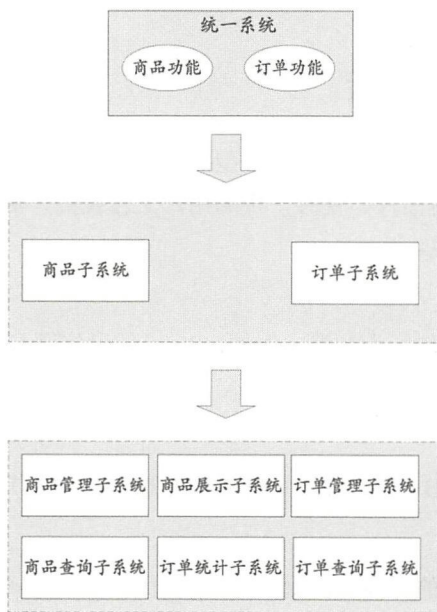 统一系统
商品功能
订单功能
商品子系统
订单子系统
商品管理子系统
商品展示子系统
订单管理子系统
商品查询子系统
订单统计子系统
订单查询子系统